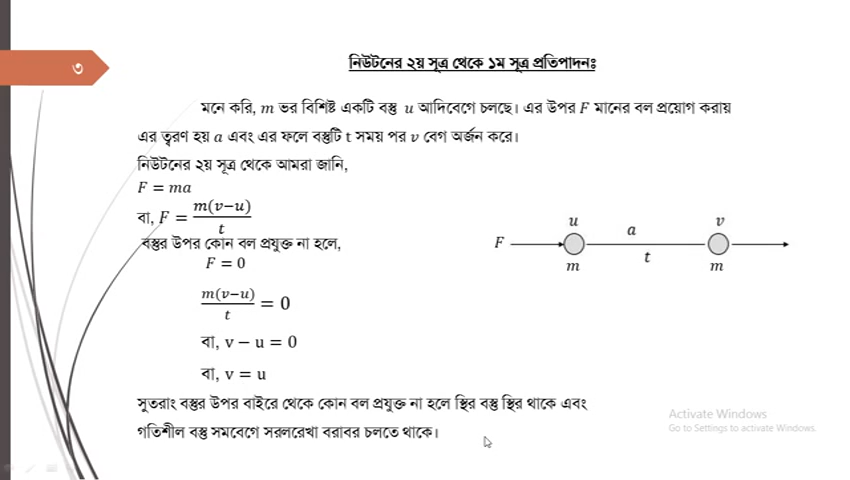 ৩
নিউটনের ২য় সূত্র থেকে ১ম সূত্র প্রতিপাদনঃ
মনে করি, m ভর বিশিষ্ট একটি বস্তু u আদিবেগে চলছে। এর উপর F মানের বল প্রয়োগ করায়
এর ত্বরণ হয় a এবং এর ফলে বস্তুটি t সময় পর v বেগ অর্জন করে।
নিউটনের ২য় সূত্র থেকে আমরা জানি,
F = ma
বা, F = m(v−u)/t
বস্তুর উপর কোন বল প্রযুক্ত না হলে,
F = 0
m(v−u)/t = 0
বা, v − u = 0
বা, v = u
সুতরাং বস্তুর উপর বাইরে থেকে কোন বল প্রযুক্ত না হলে স্থির বস্তু স্থির থাকে এবং
গতিশীল বস্তু সমবেগে সরলরেখা বরাবর চলতে থাকে।
u a v
F
m t m
Activate Windows
Go to Settings to activate Windows.